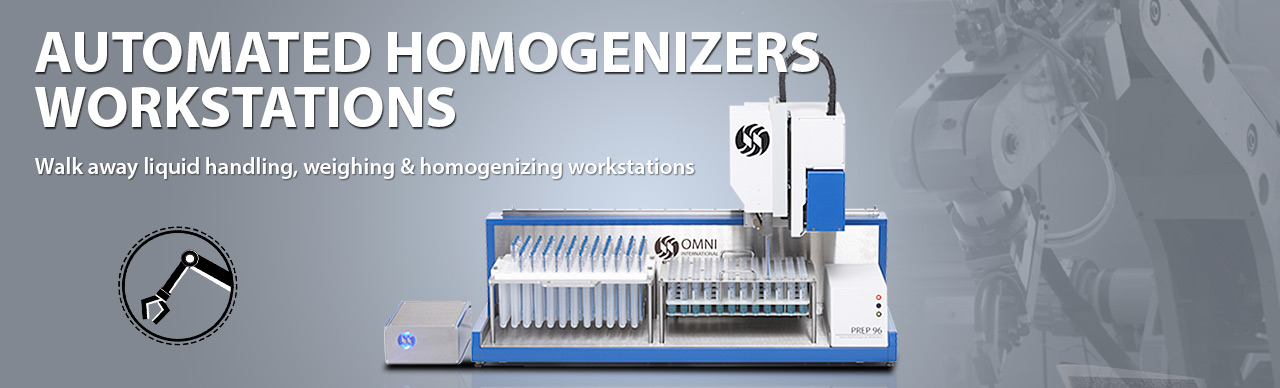 AUTOMATED HOMOGENIZERS
WORKSTATIONS
Walk away liquid handling, weighing & homogenizing workstations
OMNI
INTERNATIONAL
PREP 96